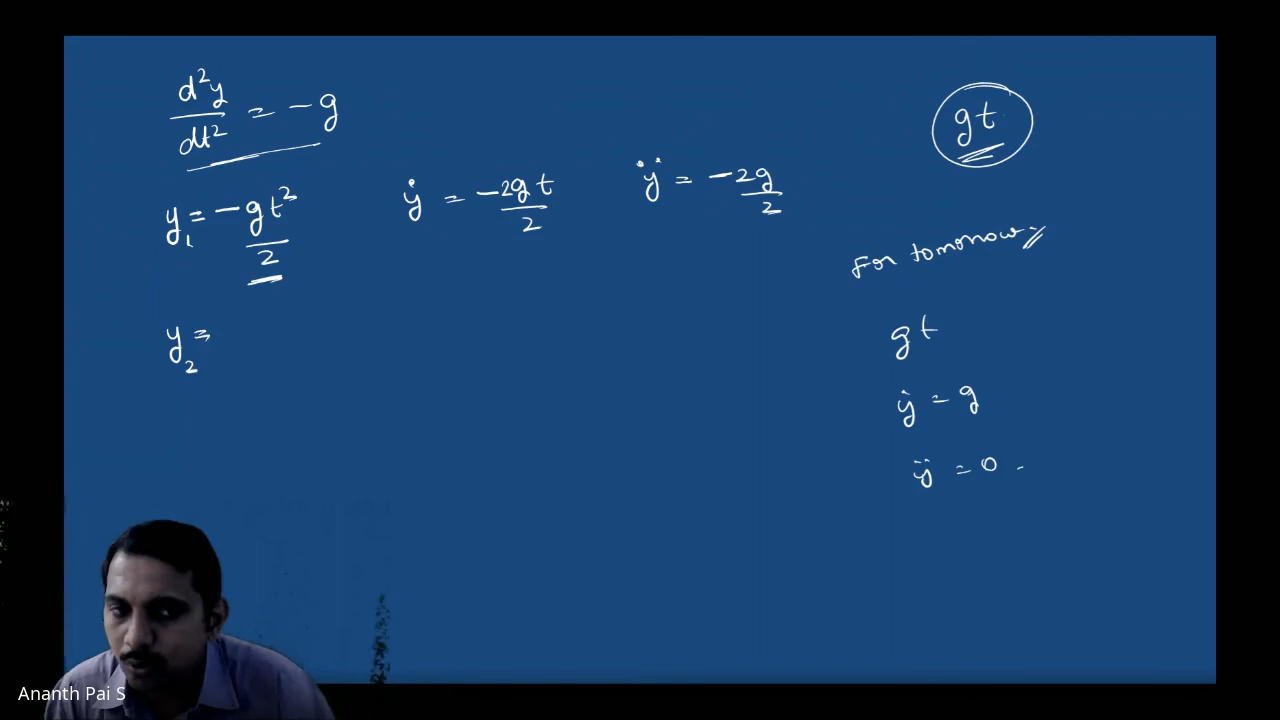 d²y/dt² = -g
y₁ = -gt²/2
ẏ = -2gt/2
ÿ = -2g/2
y₂ =
gt
For tomorrow
gt
ẏ = g
ÿ = 0
Ananth Pai S